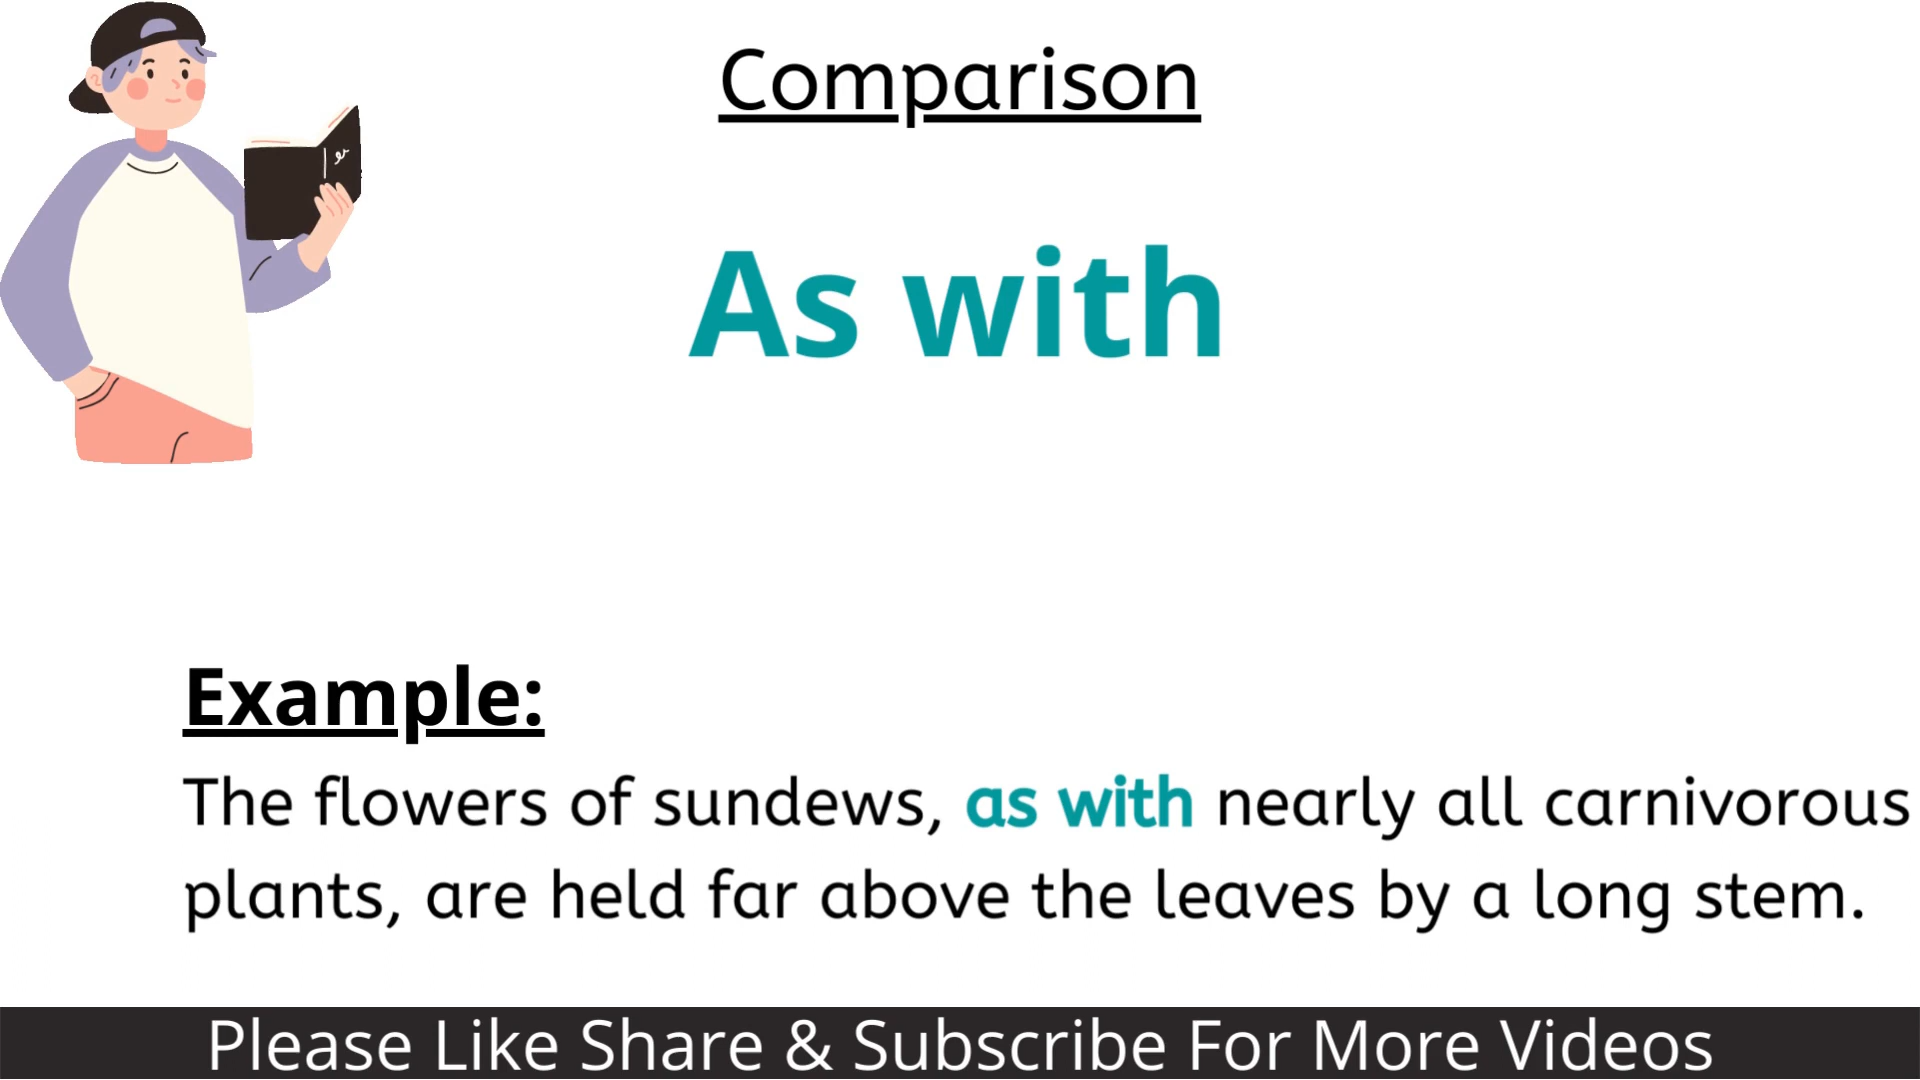 Comparison
As with
Example:
The flowers of sundews, as with nearly all carnivorous
plants, are held far above the leaves by a long stem.
Please Like Share & Subscribe For More Videos